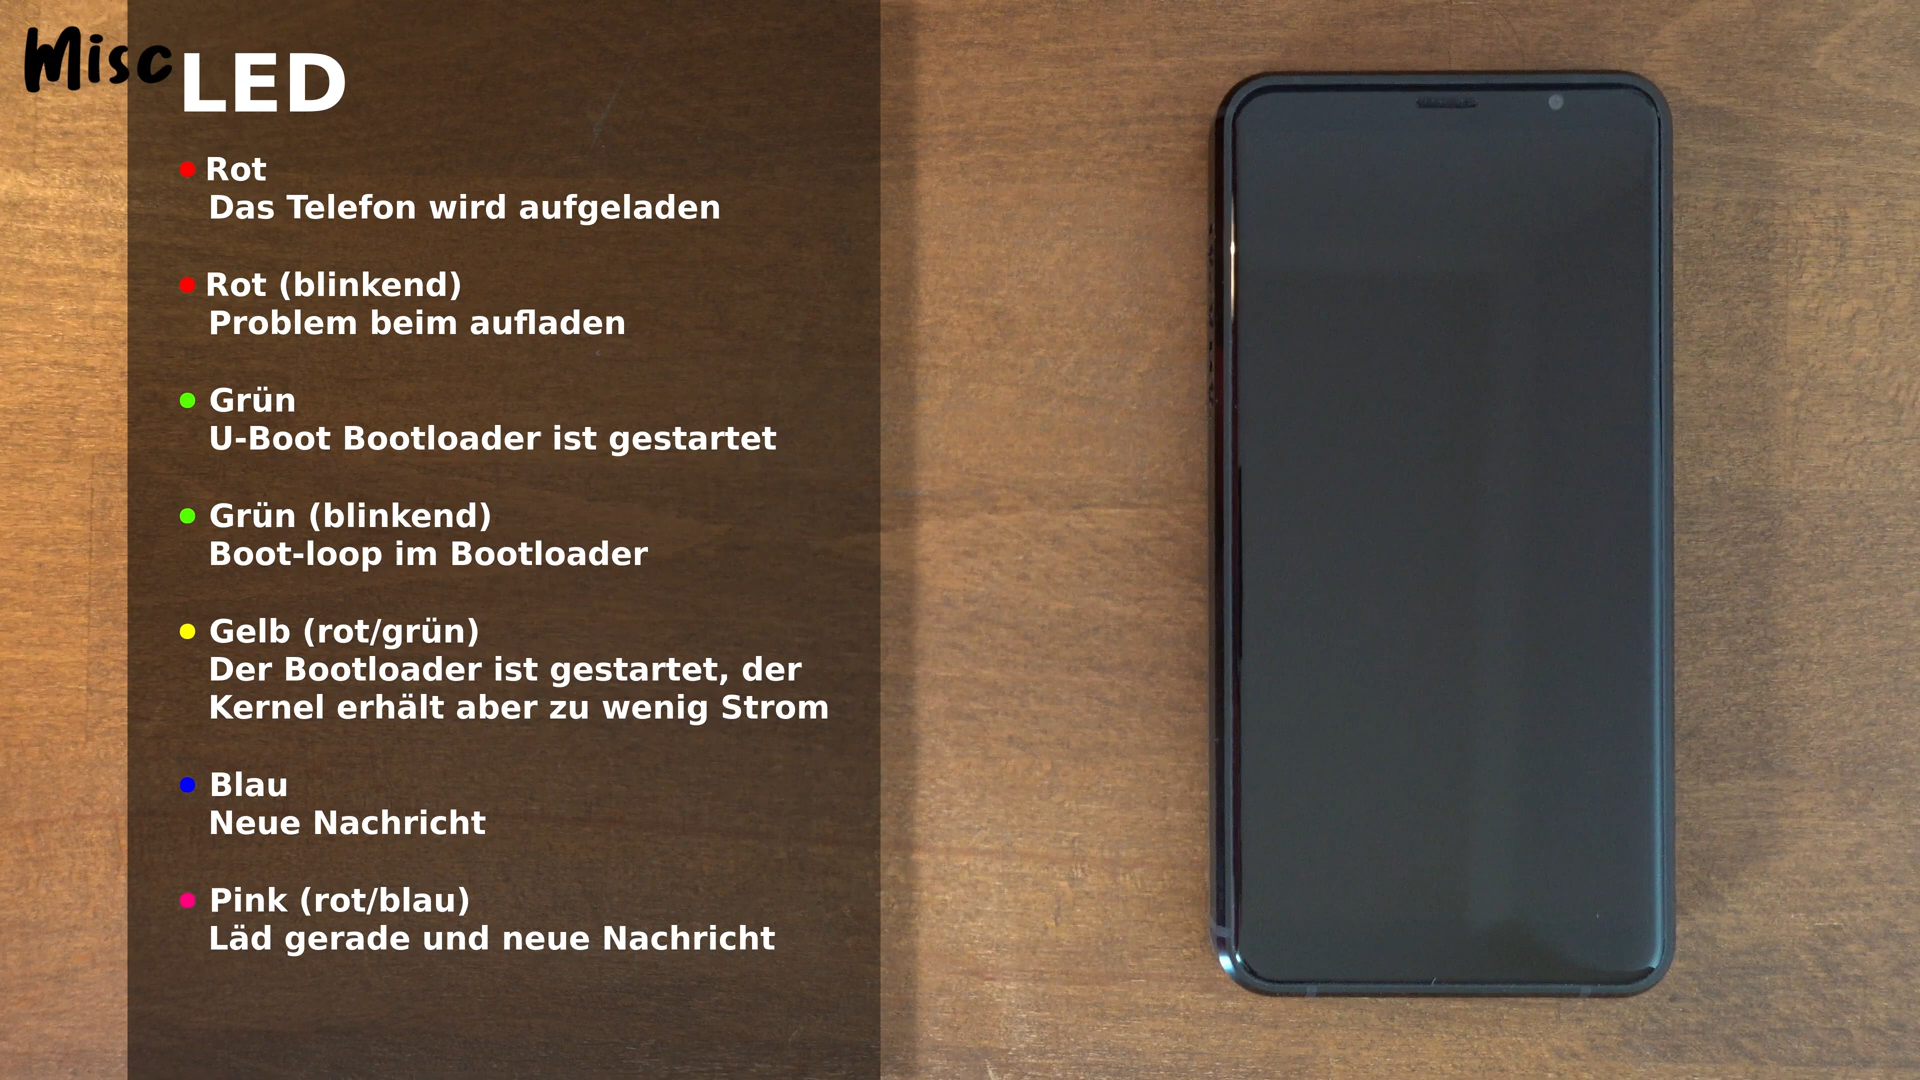 Misc
LED
Rot
Das Telefon wird aufgeladen
Rot (blinkend)
Problem beim aufladen
Grün
U-Boot Bootloader ist gestartet
Grün (blinkend)
Boot-loop im Bootloader
Gelb (rot/grün)
Der Bootloader ist gestartet, der
Kernel erhält aber zu wenig Strom
Blau
Neue Nachricht
Pink (rot/blau)
Läd gerade und neue Nachricht